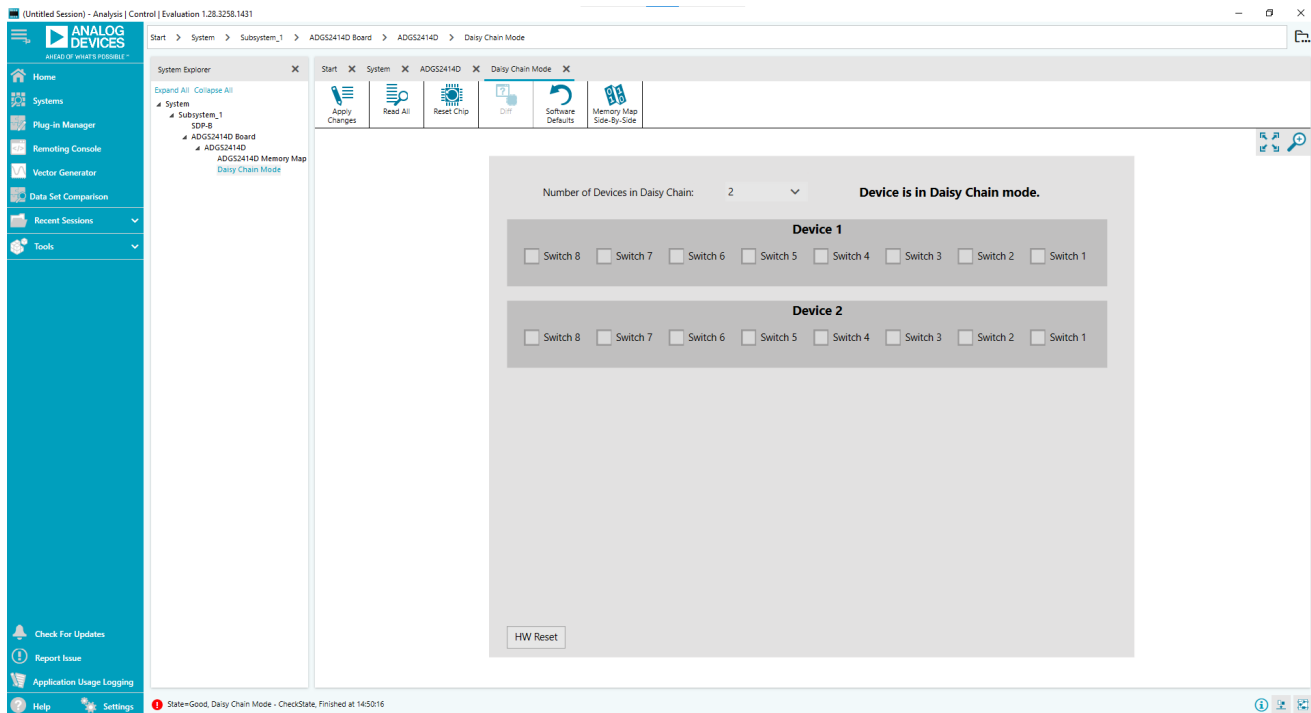 (Untitled Session) - Analysis | Control | Evaluation 1.28.3258.1431
ANALOG
DEVICES
AHEAD OF WHAT'S POSSIBLE™
Start > System > Subsystem_1 > ADGS2414D Board > ADGS2414D > Daisy Chain Mode
Home
Systems
Plug-in Manager
Remoting Console
Vector Generator
Data Set Comparison
Recent Sessions
Tools
System Explorer
Expand All Collapse All
System
Subsystem_1
SDP-B
ADGS2414D Board
ADGS2414D
ADGS2414D Memory Map
Daisy Chain Mode
Start X System X ADGS2414D X Daisy Chain Mode X
Apply
Changes
Read All
Reset Chip
Diff
Software
Defaults
Memory Map
Side-By-Side
Number of Devices in Daisy Chain: 2 Device is in Daisy Chain mode.
Device 1
Switch 8 Switch 7 Switch 6 Switch 5 Switch 4 Switch 3 Switch 2 Switch 1
Device 2
Switch 8 Switch 7 Switch 6 Switch 5 Switch 4 Switch 3 Switch 2 Switch 1
HW Reset
Check For Updates
Report Issue
Application Usage Logging
Help Settings
State=Good, Daisy Chain Mode - CheckState, Finished at 14:50:16